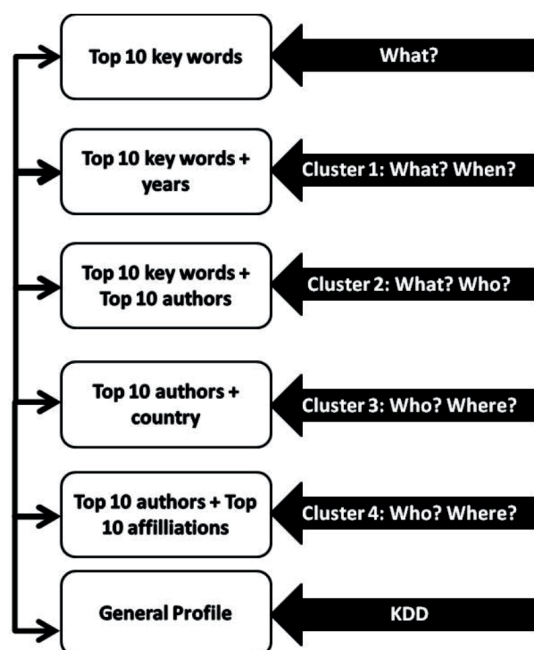 Top 10 key words
What?
Top 10 key words +
years
Cluster 1: What? When?
Top 10 key words +
Top 10 authors
Cluster 2: What? Who?
Top 10 authors +
country
Cluster 3: Who? Where?
Top 10 authors + Top
10 affilliations
Cluster 4: Who? Where?
General Profile
KDD